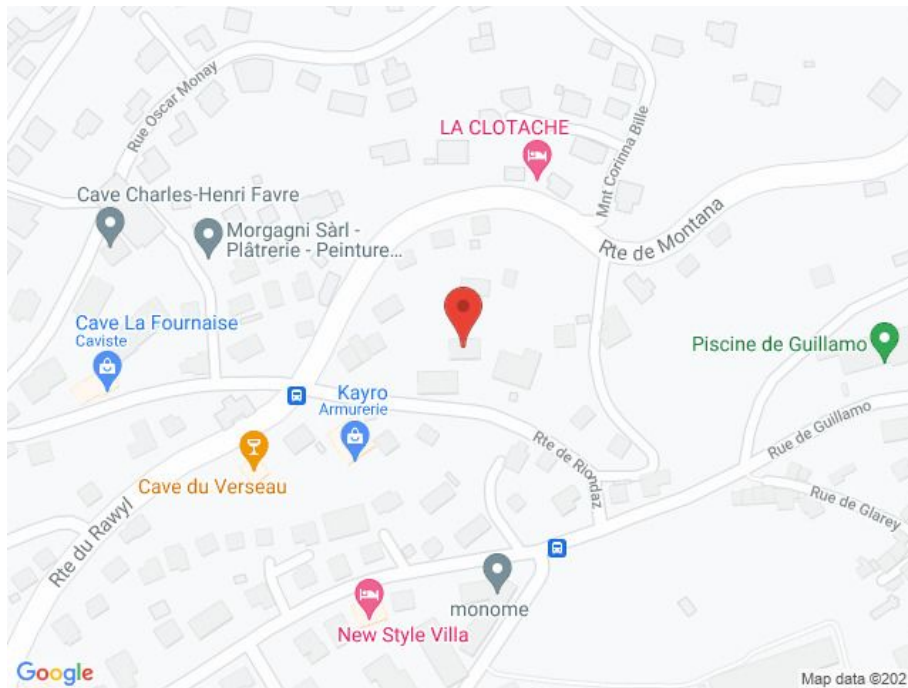 Rue Oscar Monay
LA CLOTACHE
Mnt Corinna Bille
Cave Charles-Henri Favre
Morgagni Sàrl -
Plâtrerie - Peinture...
Rte de Montana
Cave La Fournaise
Caviste
Piscine de Guillamo
Kayro
Armurerie
Rue de Guillamo
Rte de Riondaz
Cave du Verseau
Rue de Glarey
Rte du Rawyl
monome
New Style Villa
Google
Map data ©202